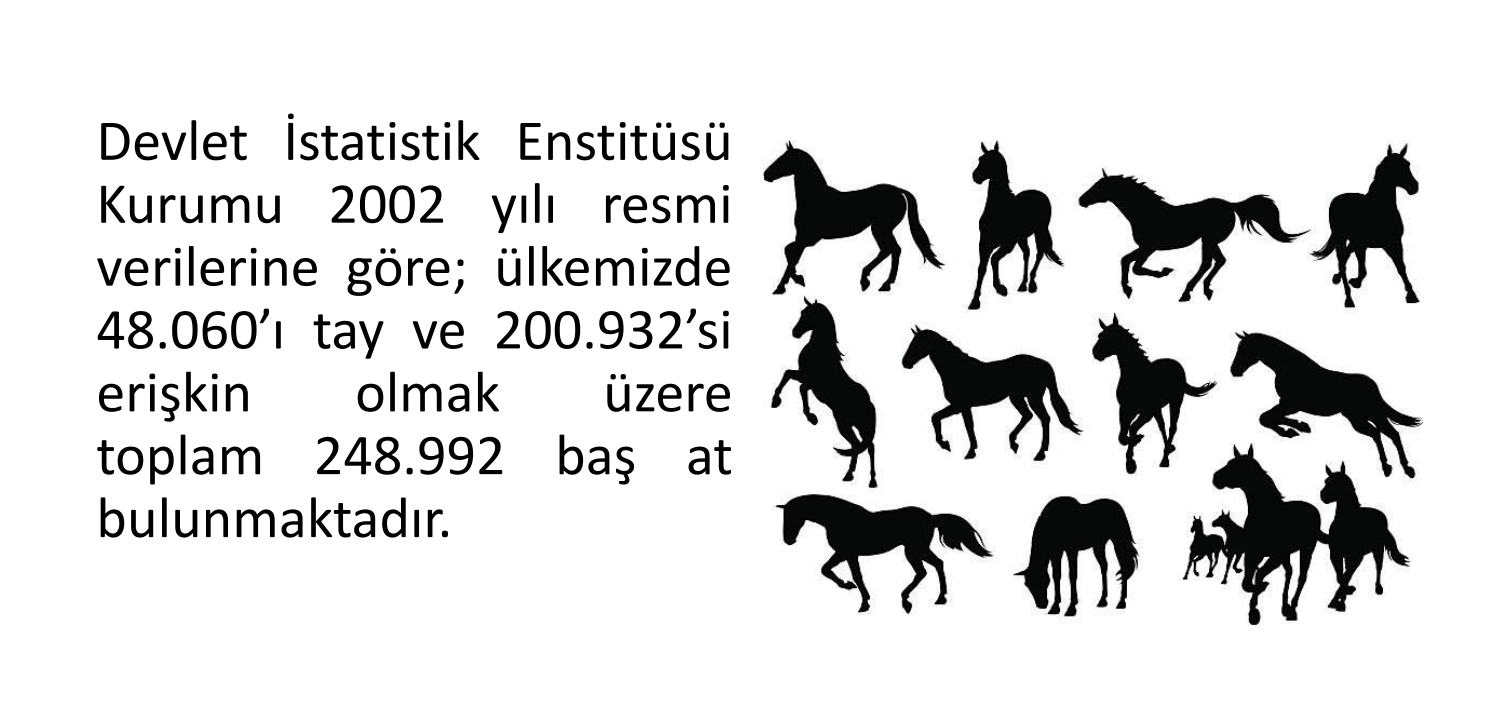 Devlet İstatistik Enstitüsü
Kurumu 2002 yılı resmi
verilerine göre; ülkemizde
48.060’ı tay ve 200.932’si
erişkin olmak üzere
toplam 248.992 baş at
bulunmaktadır.